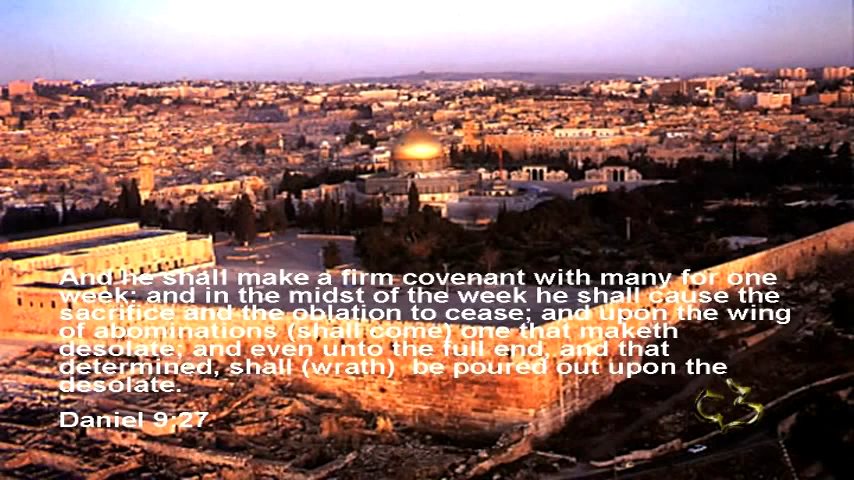 And he shall make a firm covenant with many for one
week: and in the midst of the week he shall cause the
sacrifice and the oblation to cease; and upon the wing
of abominations (shall come) one that maketh
desolate; and even unto the full end, and that
determined, shall (wrath) be poured out upon the
desolate.
Daniel 9;27